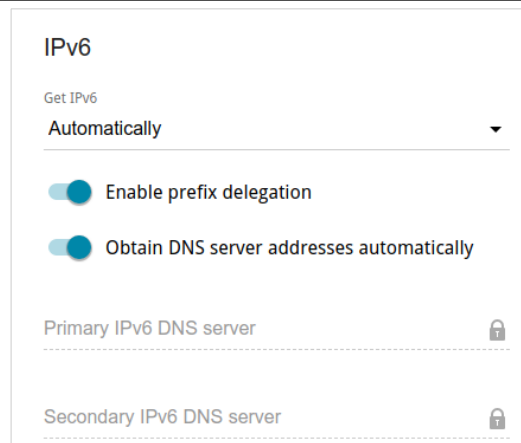 IPv6
Get IPv6
Automatically
Enable prefix delegation
Obtain DNS server addresses automatically
Primary IPv6 DNS server
Secondary IPv6 DNS server